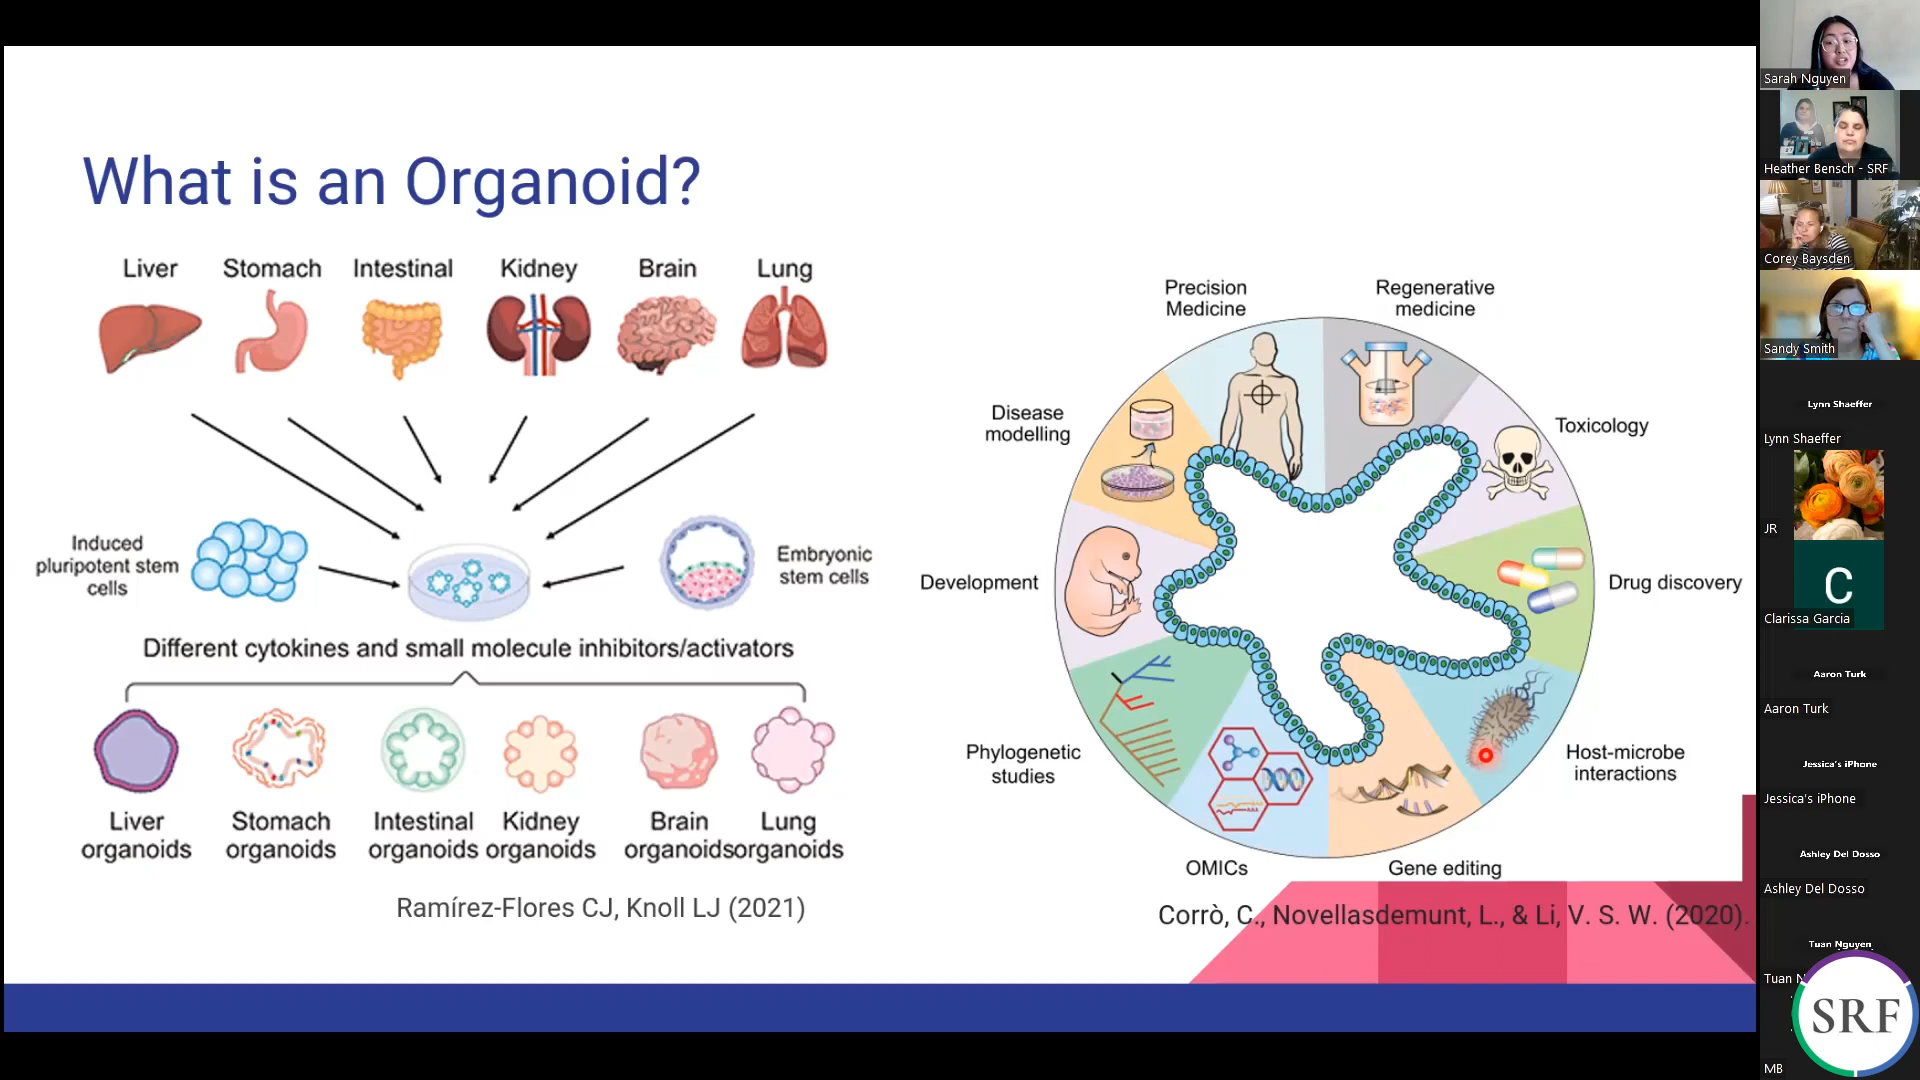 What is an Organoid?
Liver
Stomach
Intestinal
Kidney
Brain
Lung
Induced
pluripotent stem
cells
Embryonic
stem cells
Different cytokines and small molecule inhibitors/activators
Liver
organoids
Stomach
organoids
Intestinal
organoids
Kidney
organoids
Brain
organoids
Lung
organoids
Ramírez-Flores CJ, Knoll LJ (2021)
Precision
Medicine
Regenerative
medicine
Disease
modelling
Toxicology
Development
Drug discovery
Phylogenetic
studies
Host-microbe
interactions
OMICs
Gene editing
Corrò, C., Novellasdemunt, L., & Li, V. S. W. (2020).
Sarah Nguyen
Heather Bensch - SRF
Corey Baysden
Sandy Smith
Lynn Shaeffer
Lynn Shaeffer
JR
C
Clarissa Garcia
Aaron Turk
Aaron Turk
Jessica's iPhone
Jessica's iPhone
Ashley Del Dosso
Ashley Del Dosso
Tuan Nguyen
Tuan N
SRF
MB